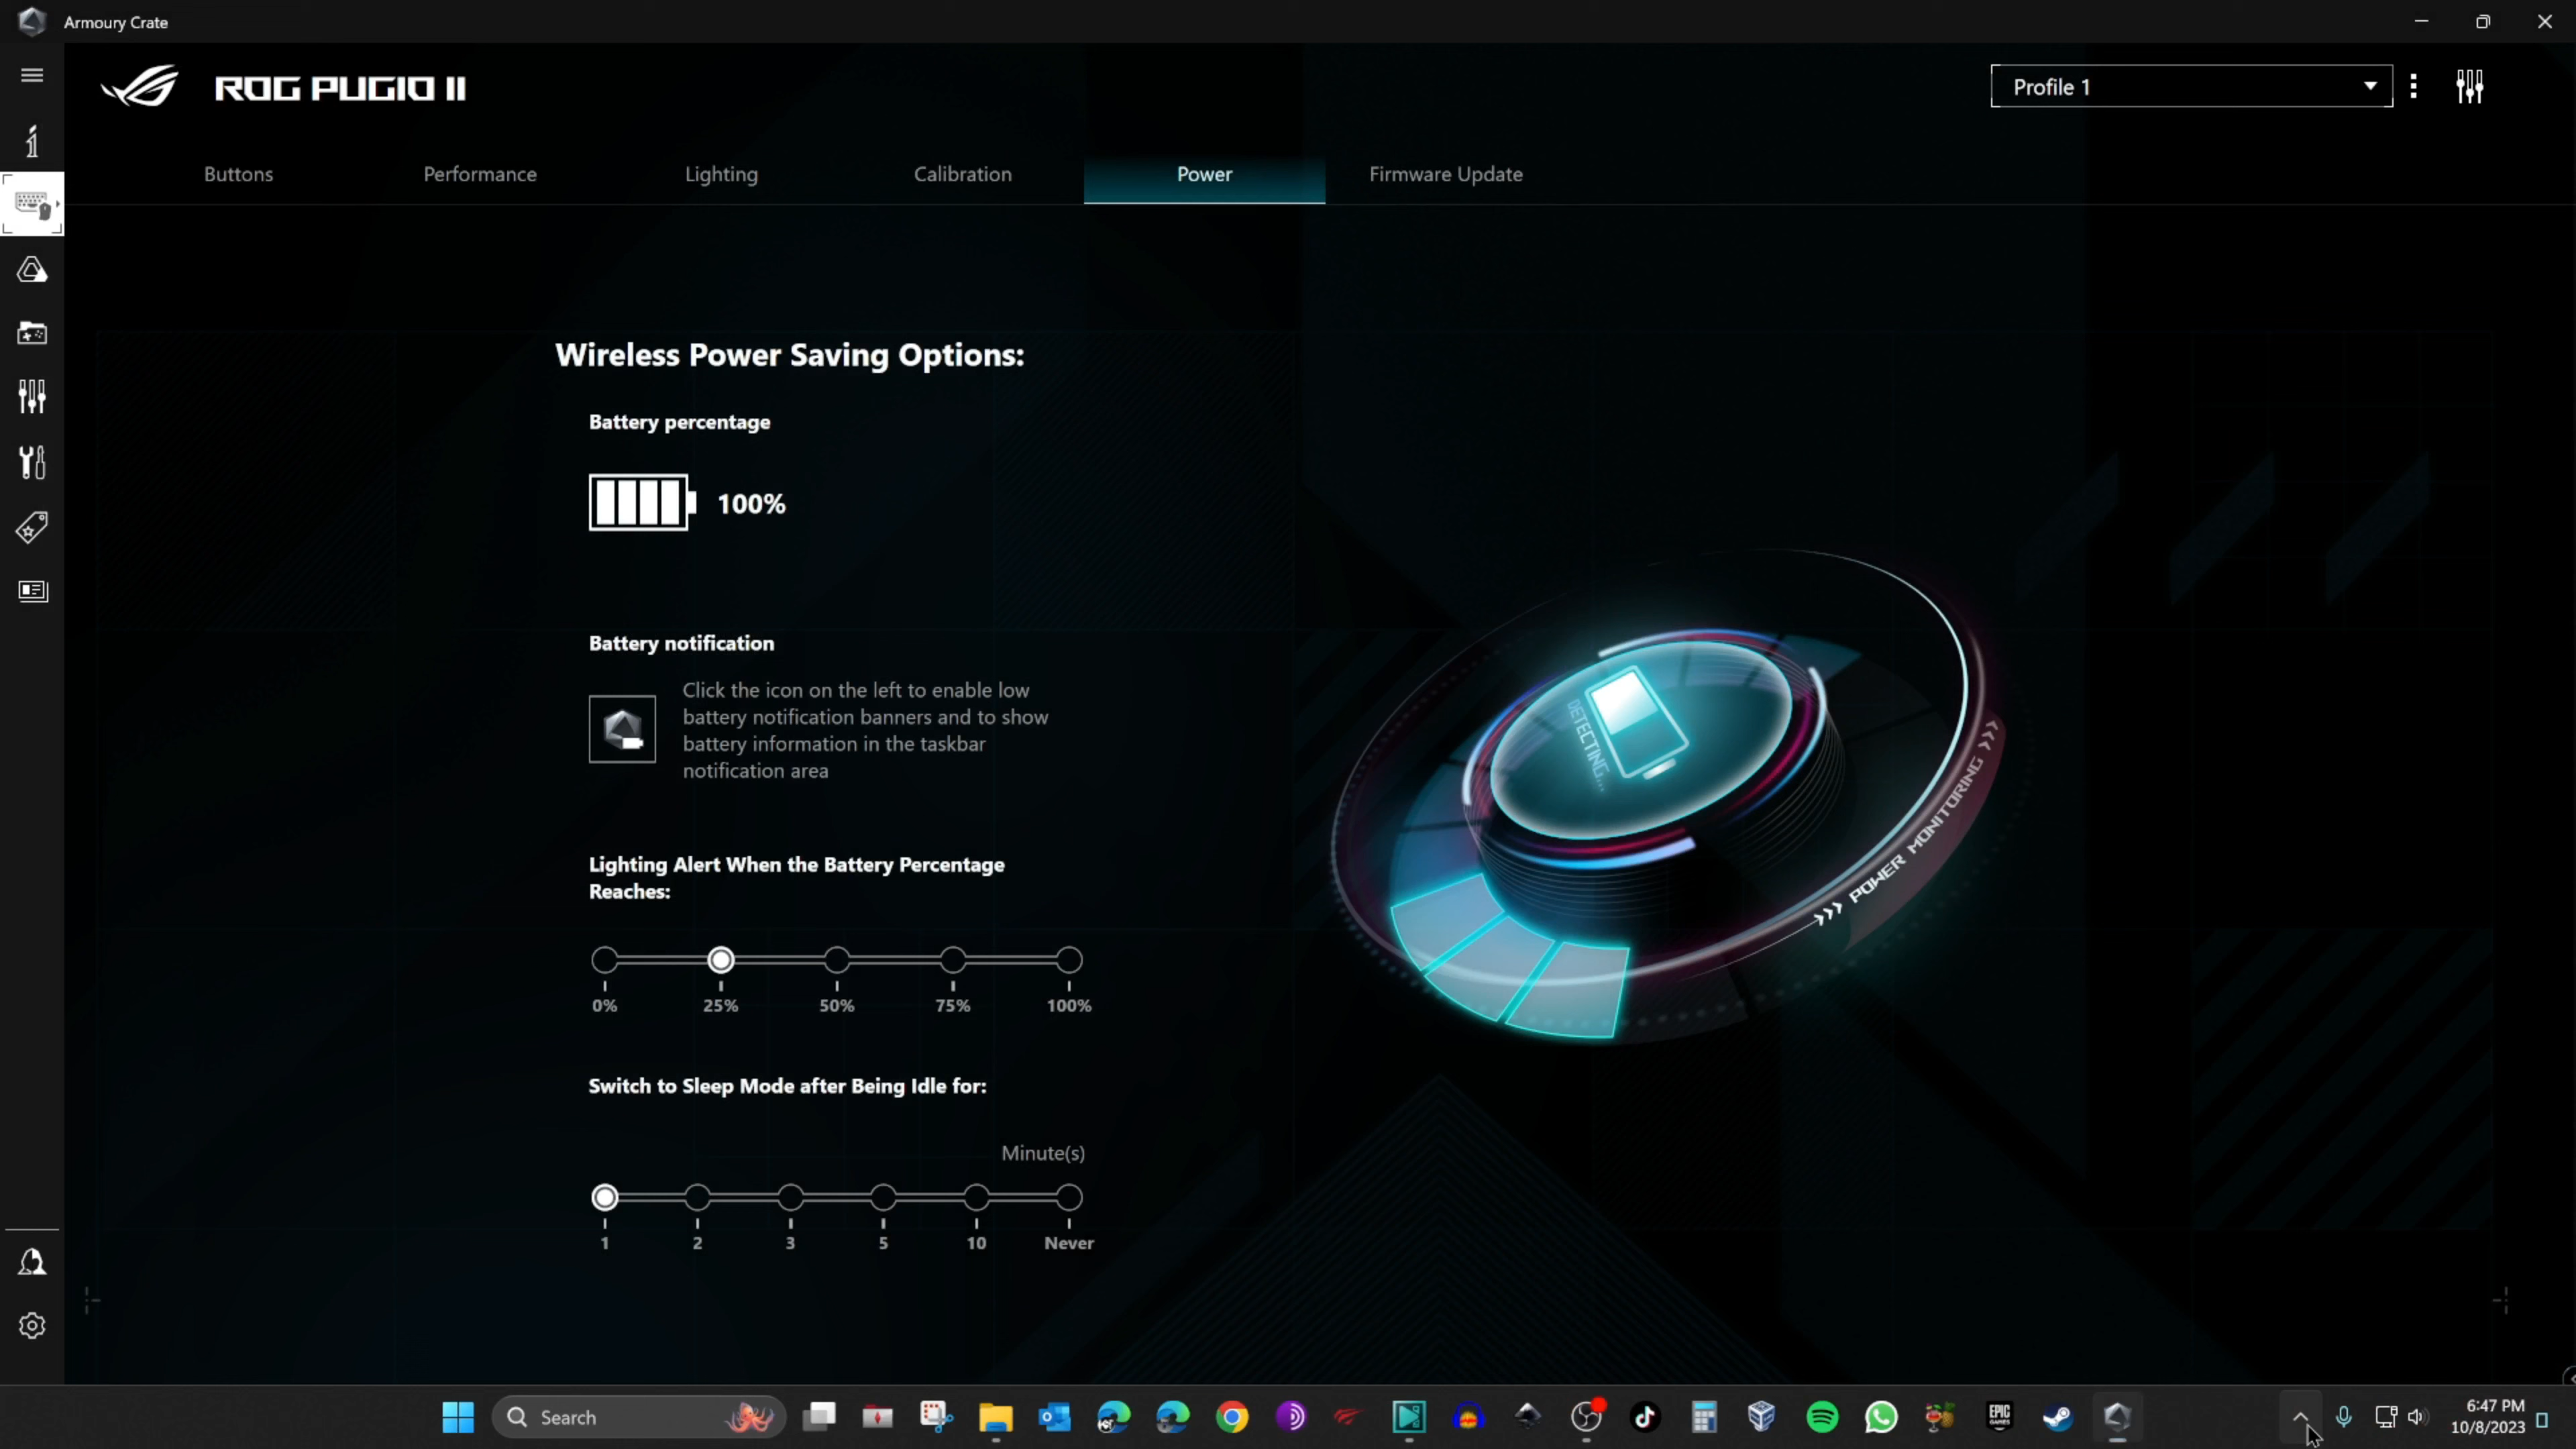 Armoury Crate
ROG PUGIO II
Profile 1
Buttons Performance Lighting Calibration Power Firmware Update
Wireless Power Saving Options:
Battery percentage
100%
Battery notification
Click the icon on the left to enable low
battery notification banners and to show
battery information in the taskbar
notification area
Lighting Alert When the Battery Percentage
Reaches:
0% 25% 50% 75% 100%
Switch to Sleep Mode after Being Idle for:
Minute(s)
1 2 3 5 10 Never
DETECTING...
>>> POWER MONITORING >>>
Search
EPIC
GAMES
6:47 PM
10/8/2023